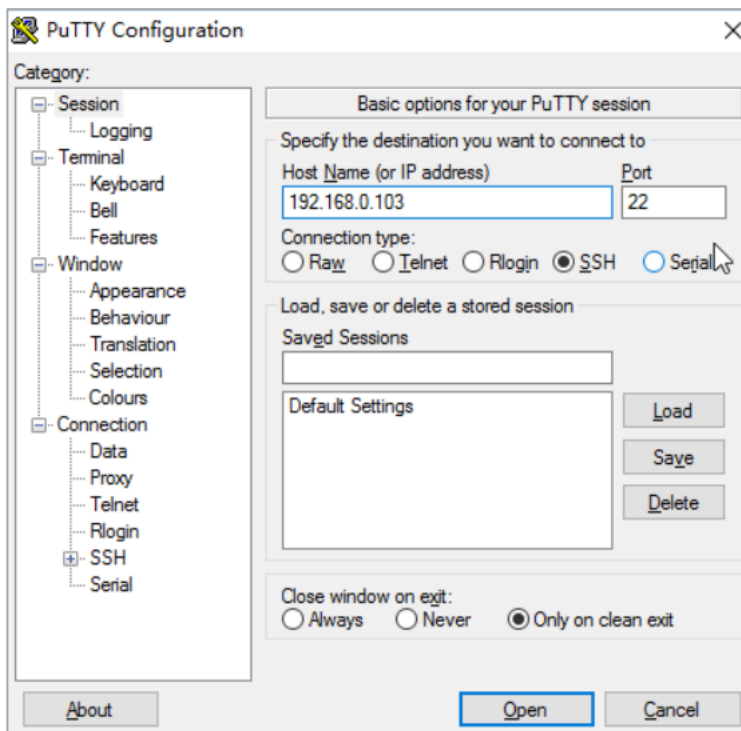 PuTTY Configuration
Category:
Session
Logging
Terminal
Keyboard
Bell
Features
Window
Appearance
Behaviour
Translation
Selection
Colours
Connection
Data
Proxy
Telnet
Rlogin
SSH
Serial
Basic options for your PuTTY session
Specify the destination you want to connect to
Host Name (or IP address) Port
192.168.0.103 22
Connection type:
Raw Telnet Rlogin SSH Serial
Load, save or delete a stored session
Saved Sessions
Default Settings
Load
Save
Delete
Close window on exit:
Always Never Only on clean exit
About Open Cancel